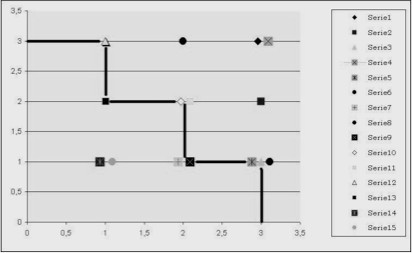 3,5
3
2,5
2
1,5
1
0,5
0
0 0,5 1 1,5 2 2,5 3 3,5
Serie1
Serie2
Serie3
Serie4
Serie5
Serie6
Serie7
Serie8
Serie9
Serie10
Serie11
Serie12
Serie13
Serie14
Serie15